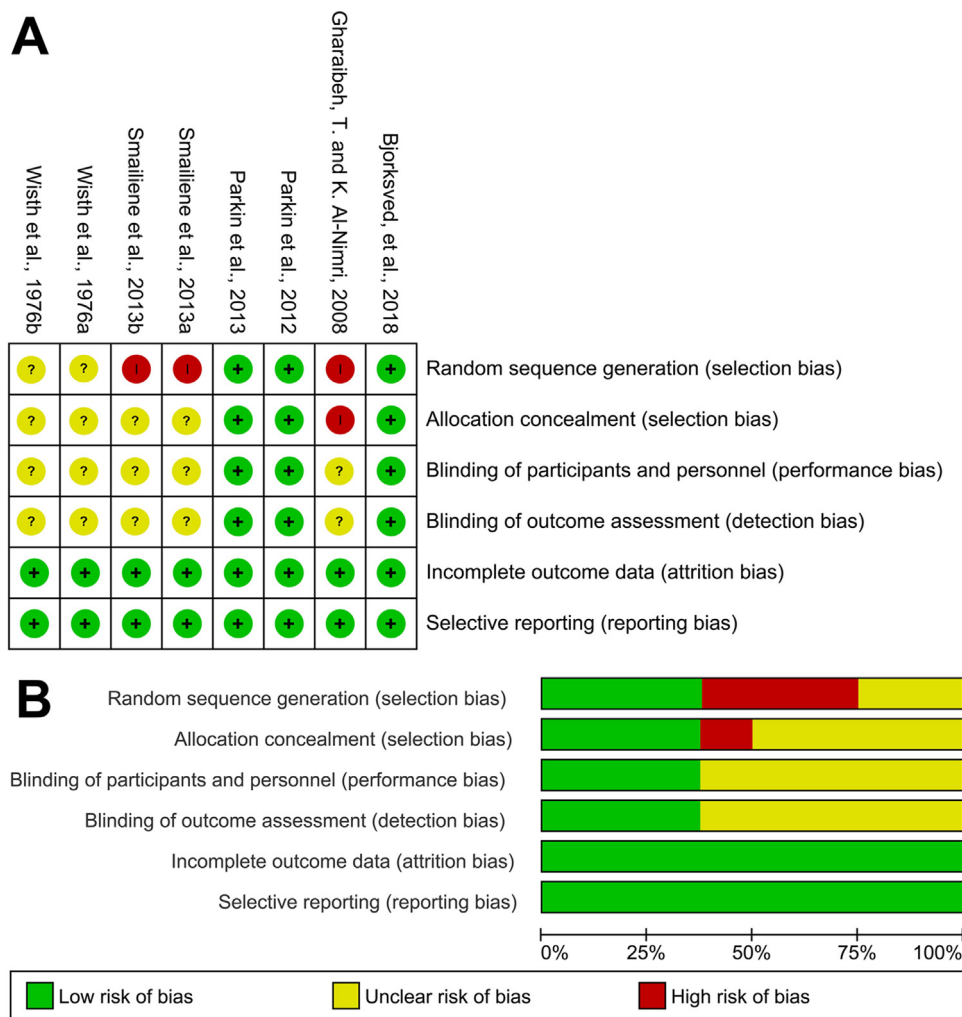 A
Wisth et al., 1976b
Wisth et al., 1976a
Smailiene et al., 2013b
Smailiene et al., 2013a
Parkin et al., 2013
Parkin et al., 2012
Gharaibeh, T. and K. Al-Nimri, 2008
Bjorksved, et al., 2018
? ? - - + + - + Random sequence generation (selection bias)
? ? ? ? + + - + Allocation concealment (selection bias)
? ? ? ? + + ? + Blinding of participants and personnel (performance bias)
? ? ? ? + + ? + Blinding of outcome assessment (detection bias)
+ + + + + + + + Incomplete outcome data (attrition bias)
+ + + + + + + + Selective reporting (reporting bias)
B
Random sequence generation (selection bias)
Allocation concealment (selection bias)
Blinding of participants and personnel (performance bias)
Blinding of outcome assessment (detection bias)
Incomplete outcome data (attrition bias)
Selective reporting (reporting bias)
0% 25% 50% 75% 100%
Low risk of bias Unclear risk of bias High risk of bias